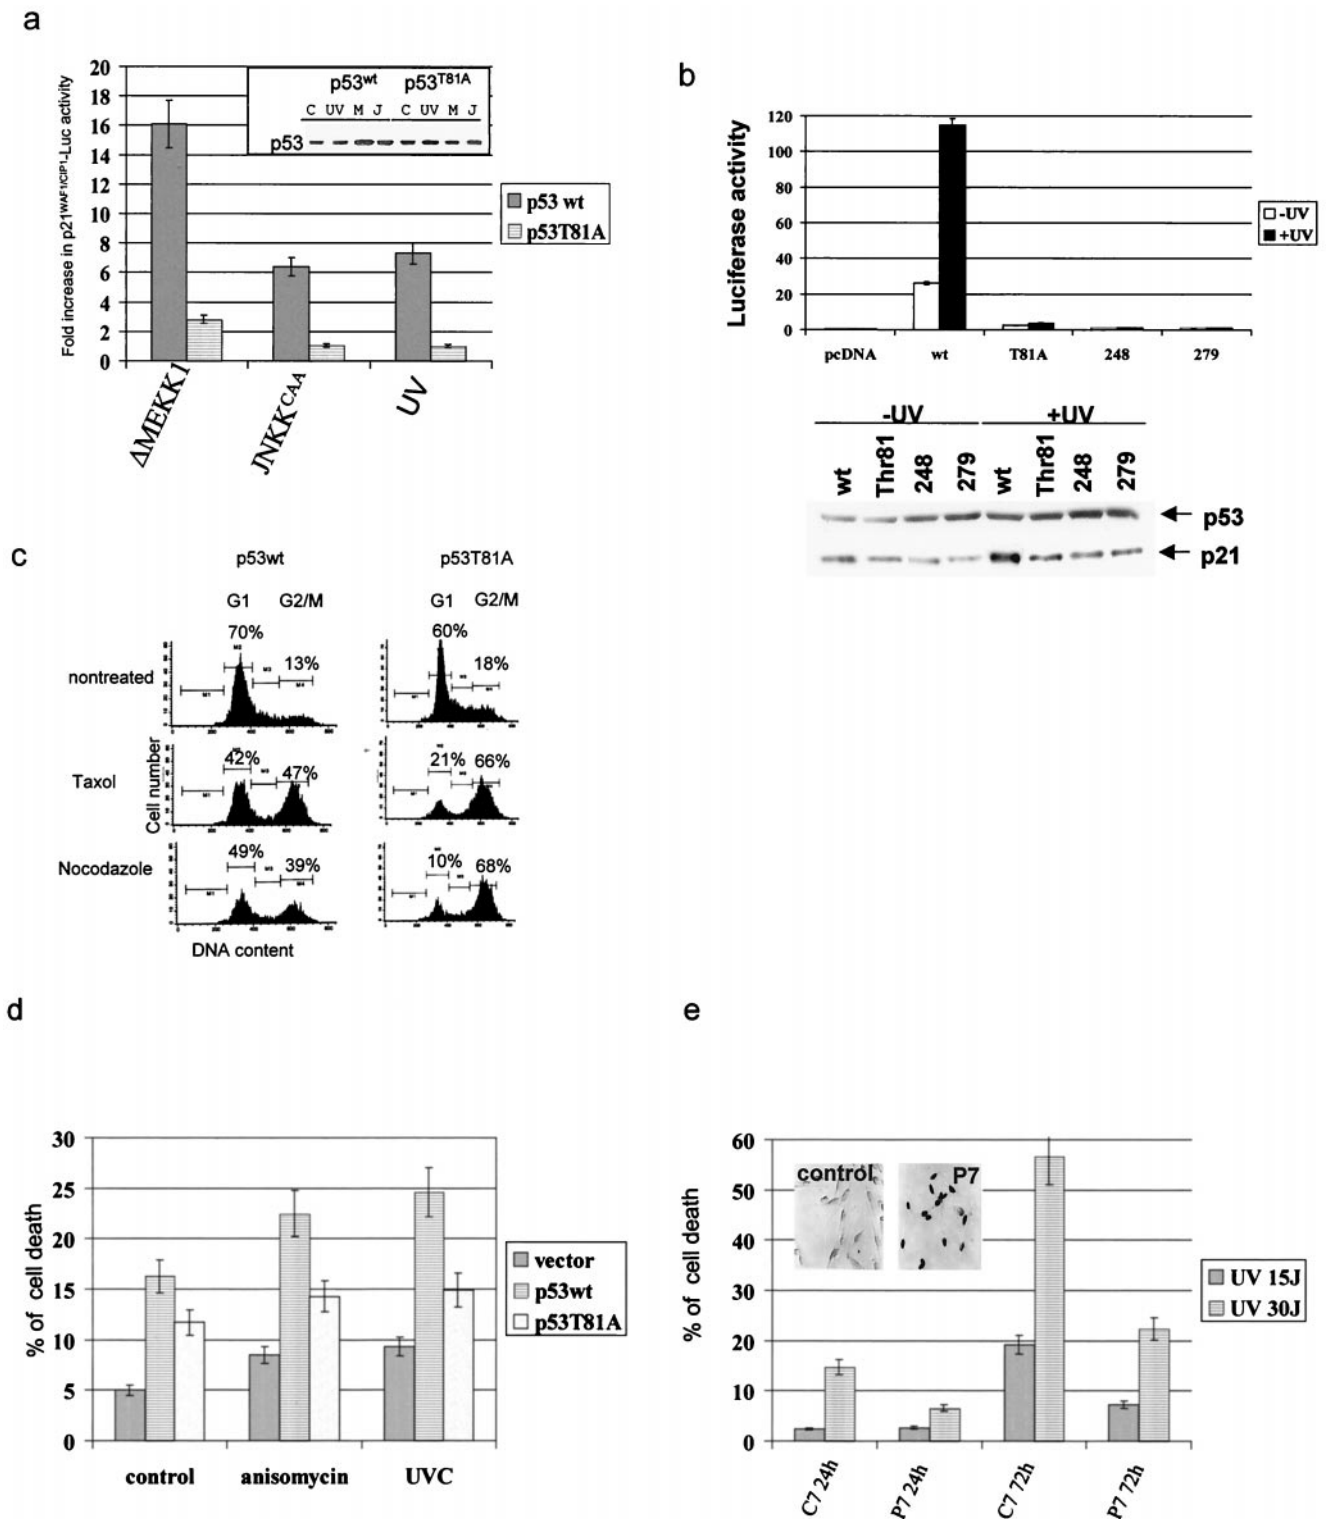 a
20
18
16
14
12
10
8
6
4
2
0
Fold increase in p21WAF1/CIP1-Luc activity
p53wt p53T81A
C UV M J C UV M J
p53
p53 wt
p53T81A
ΔMEKK1
JNKKCAA
UV
b
120
100
80
60
40
20
0
Luciferase activity
-UV
+UV
pcDNA wt T81A 248 279
-UV +UV
wt Thr81 248 279 wt Thr81 248 279
p53
p21
c
p53wt p53T81A
G1 G2/M G1 G2/M
nontreated
70% 13% 60% 18%
Taxol
42% 47% 21% 66%
Nocodazole
49% 39% 10% 68%
Cell number
DNA content
d
30
25
20
15
10
5
0
% of cell death
vector
p53wt
p53T81A
control anisomycin UVC
e
60
50
40
30
20
10
0
% of cell death
control P7
UV 15J
UV 30J
C7 24h P7 24h C7 72h P7 72h